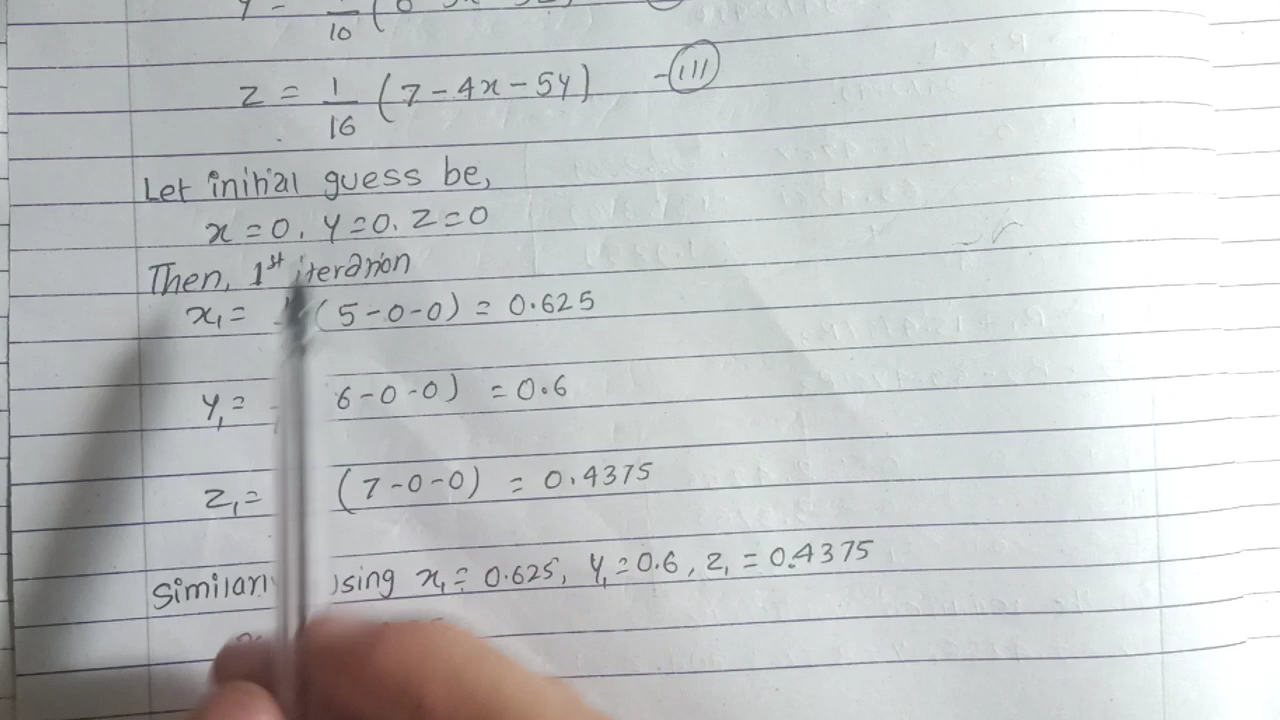 z = 1/16 (7 - 4x - 5y) - (III)
Let initial guess be,
x = 0, y = 0, z = 0
Then, 1st iteration
x₁ = (5 - 0 - 0) = 0.625
y₁ = 6 - 0 - 0) = 0.6
z₁ = (7 - 0 - 0) = 0.4375
x₁ = 0.625, y₁ = 0.6, z₁ = 0.4375